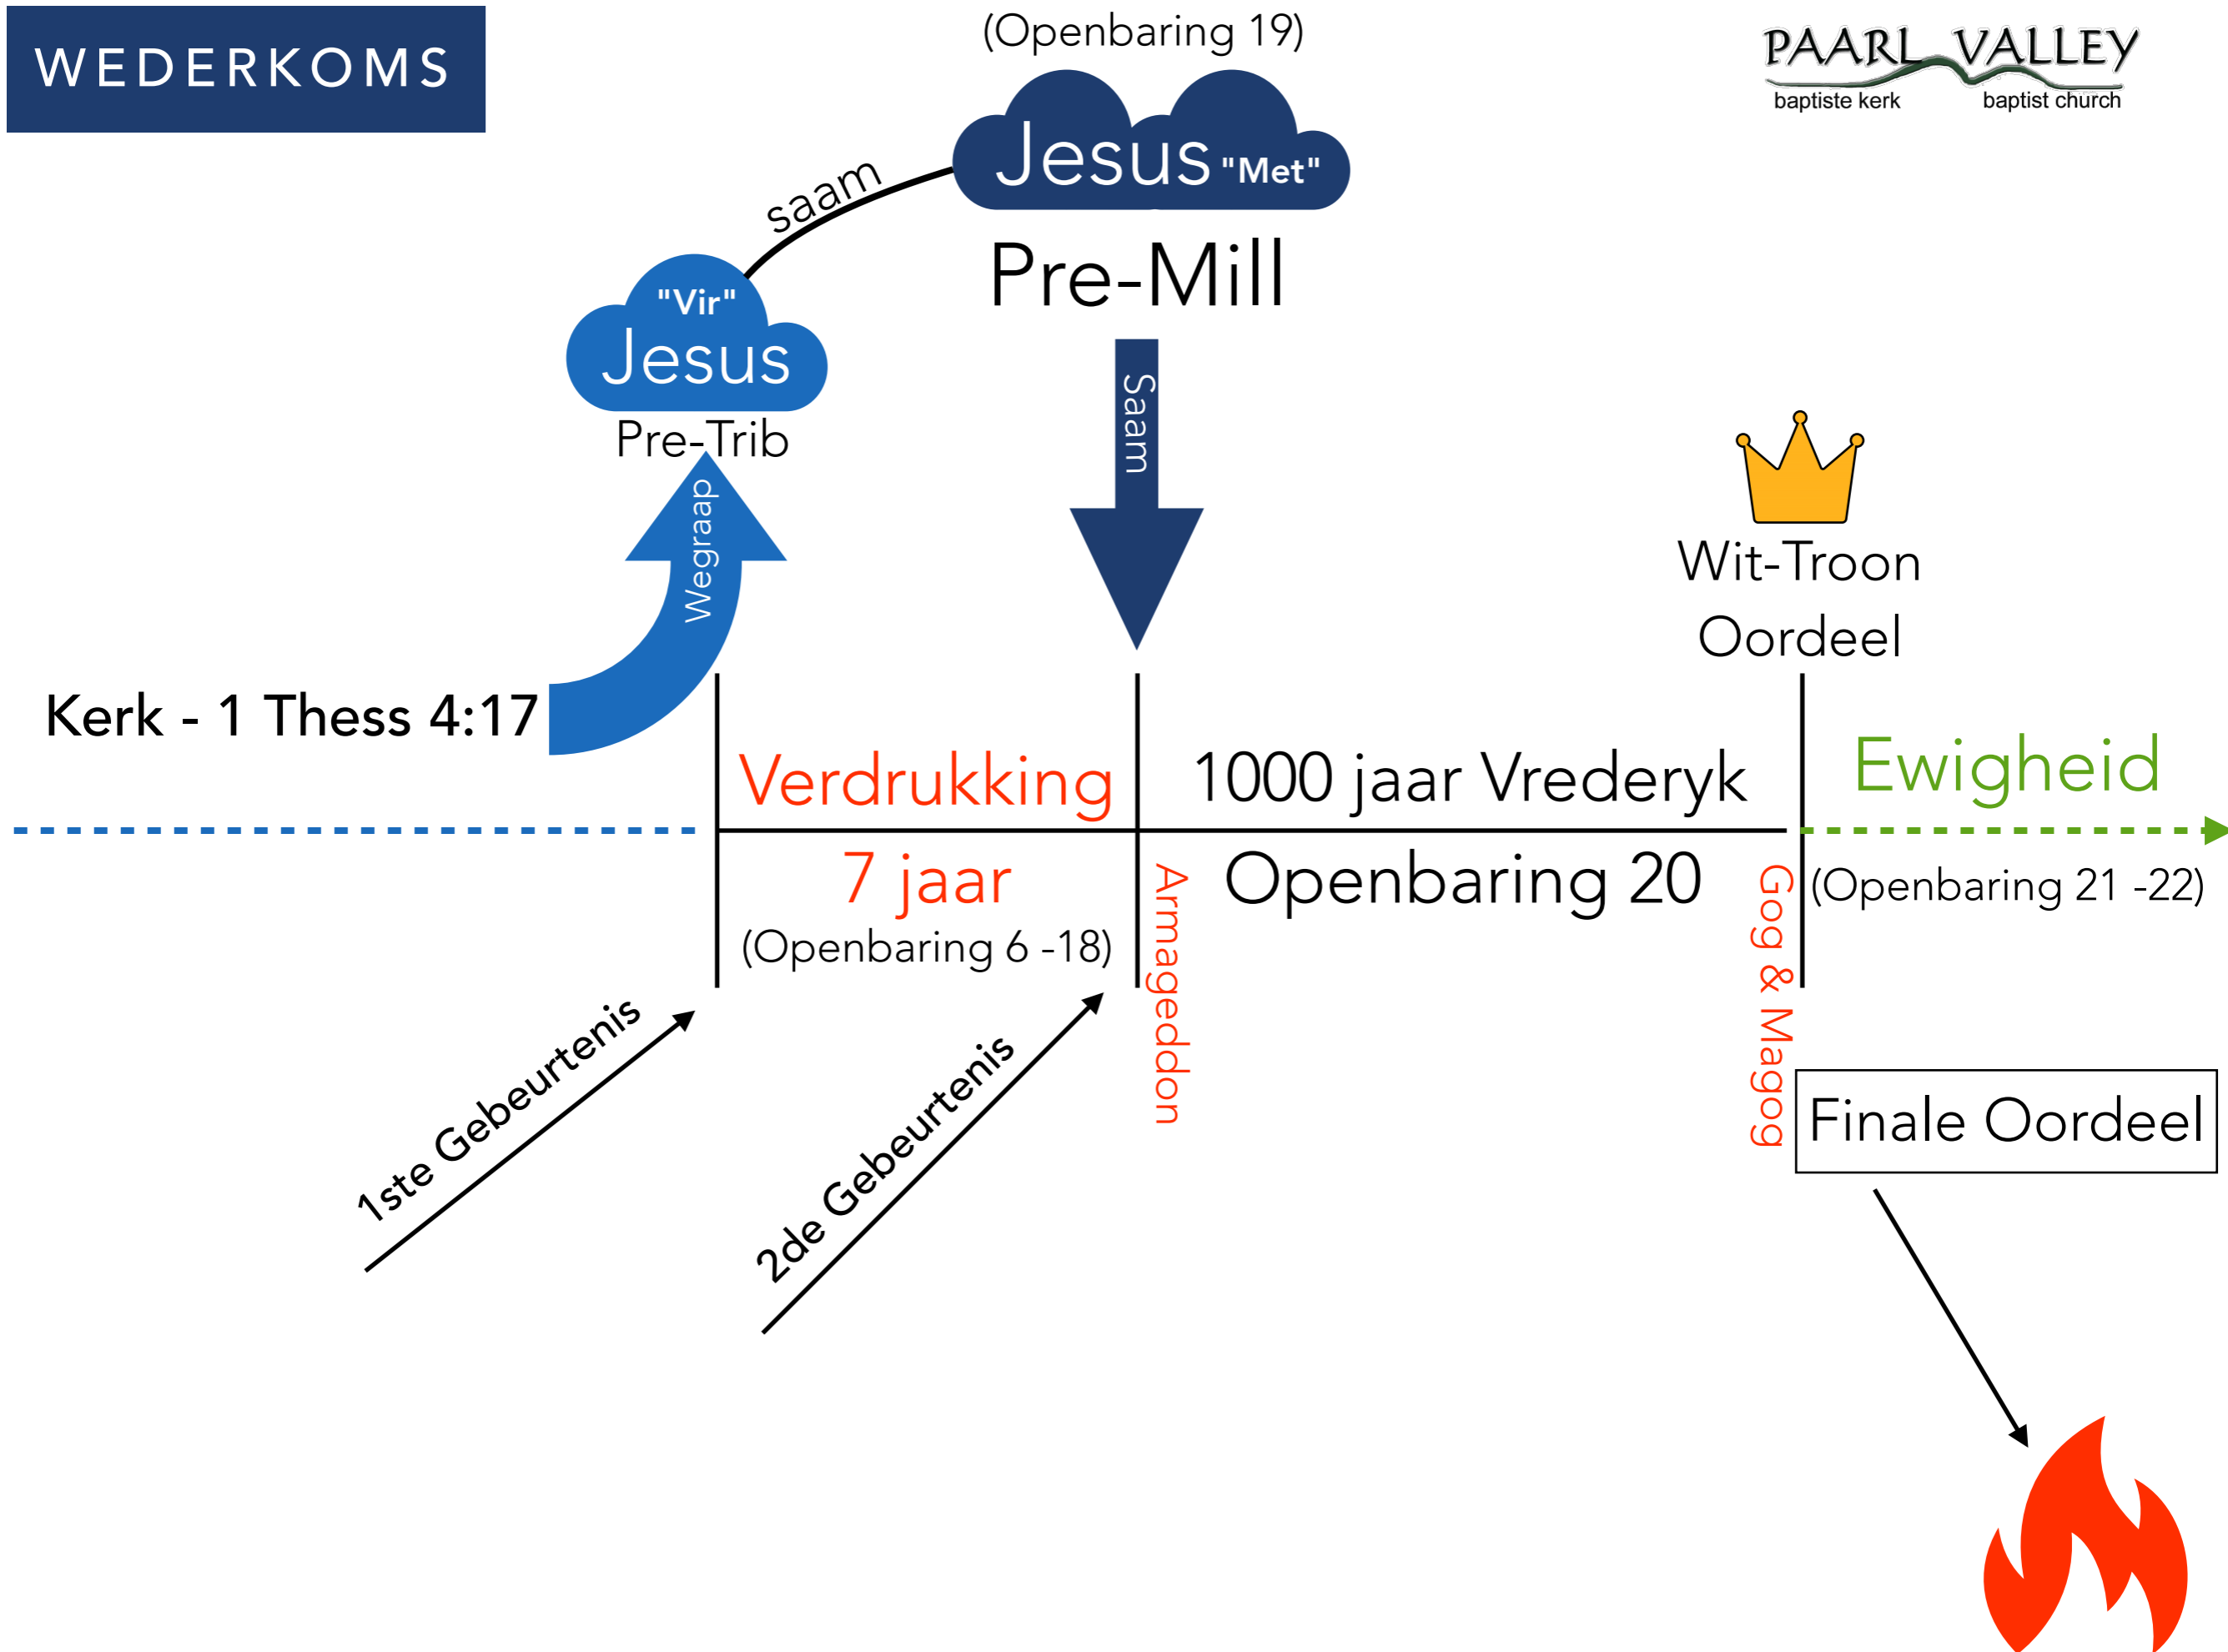 WEDERKOMS
(Openbaring 19)
PAARL VALLEY
baptiste kerk baptist church
Jesus "Met"
saam
Pre-Mill
"Vir"
Jesus
Pre-Trib
Saam
Wegraap
Wit-Troon
Oordeel
Kerk - 1 Thess 4:17
Verdrukking
1000 jaar Vrederyk
Ewigheid
7 jaar
Openbaring 20
(Openbaring 21 -22)
(Openbaring 6 -18)
Armageddon
Gog & Magog
1ste Gebeurtenis
2de Gebeurtenis
Finale Oordeel